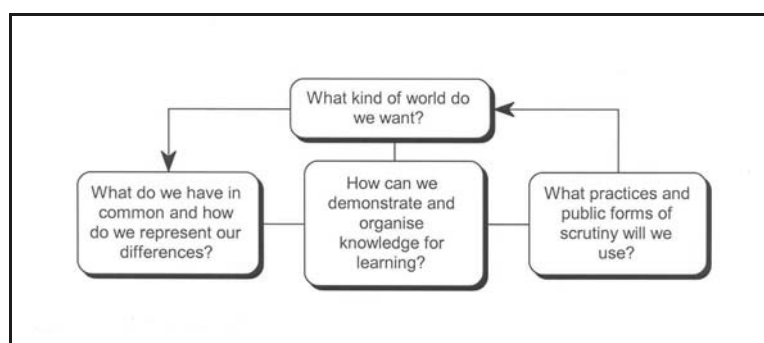 What kind of world do
we want?
What do we have in
common and how
do we represent our
differences?
How can we
demonstrate and
organise
knowledge for
learning?
What practices and
public forms of
scrutiny will we
use?